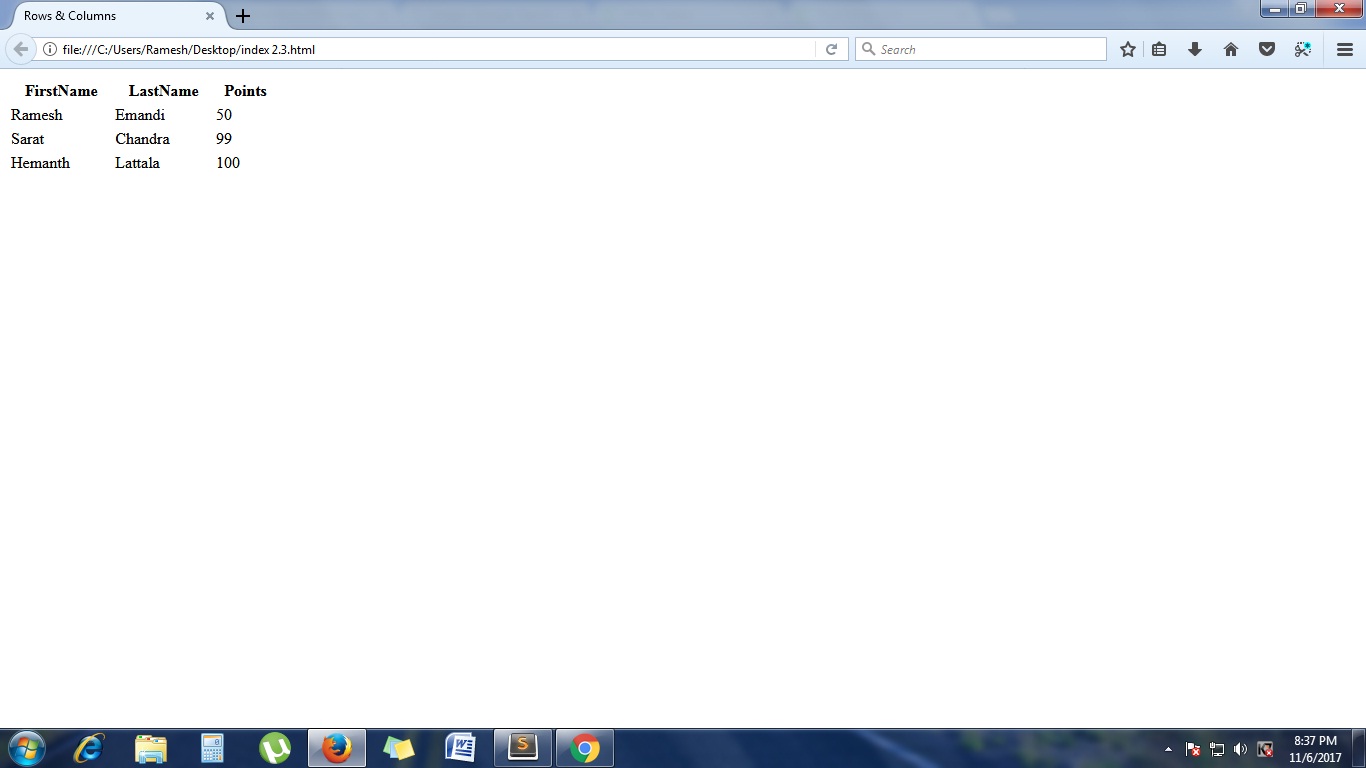 Rows & Columns
file:///C:/Users/Ramesh/Desktop/index 2.3.html
Search
FirstName LastName Points
Ramesh Emandi 50
Sarat Chandra 99
Hemanth Lattala 100
8:37 PM
11/6/2017